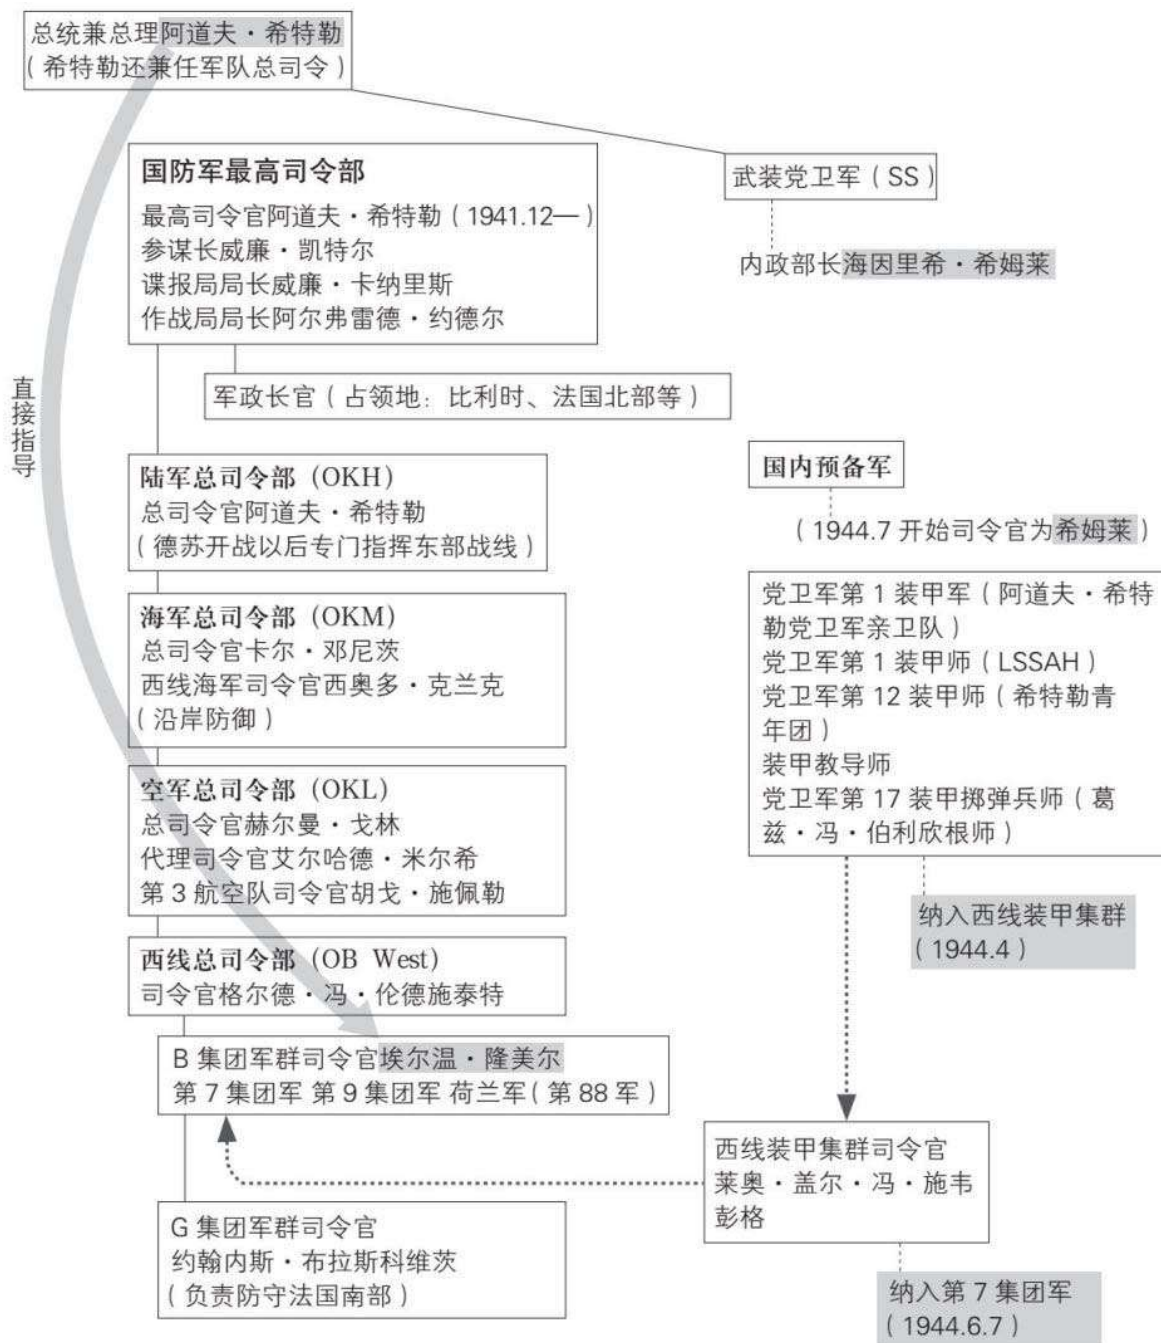 总统兼总理阿道夫·希特勒
（希特勒还兼任军队总司令）
国防军最高司令部
最高司令官阿道夫·希特勒（1941.12—）
参谋长威廉·凯特尔
谍报局局长威廉·卡纳里斯
作战局局长阿尔弗雷德·约德尔
武装党卫军（SS）
内政部长海因里希·希姆莱
直接指导
军政长官（占领地：比利时、法国北部等）
陆军总司令部（OKH）
总司令官阿道夫·希特勒
（德苏开战以后专门指挥东部战线）
国内预备军
（1944.7 开始司令官为希姆莱）
海军总司令部（OKM）
总司令官卡尔·邓尼茨
西线海军司令官西奥多·克兰克
（沿岸防御）
党卫军第 1 装甲军（阿道夫·希特
勒党卫军亲卫队）
党卫军第 1 装甲师（LSSAH）
党卫军第 12 装甲师（希特勒青
年团）
装甲教导师
党卫军第 17 装甲掷弹兵师（葛
兹·冯·伯利欣根师）
空军总司令部（OKL）
总司令官赫尔曼·戈林
代理司令官艾尔哈德·米尔希
第 3 航空队司令官胡戈·施佩勒
纳入西线装甲集群
（1944.4）
西线总司令部（OB West）
司令官格尔德·冯·伦德施泰特
B 集团军群司令官埃尔温·隆美尔
第 7 集团军 第 9 集团军 荷兰军（第 88 军）
西线装甲集群司令官
莱奥·盖尔·冯·施韦
彭格
G 集团军群司令官
约翰内斯·布拉斯科维茨
（负责防守法国南部）
纳入第 7 集团军
（1944.6.7）